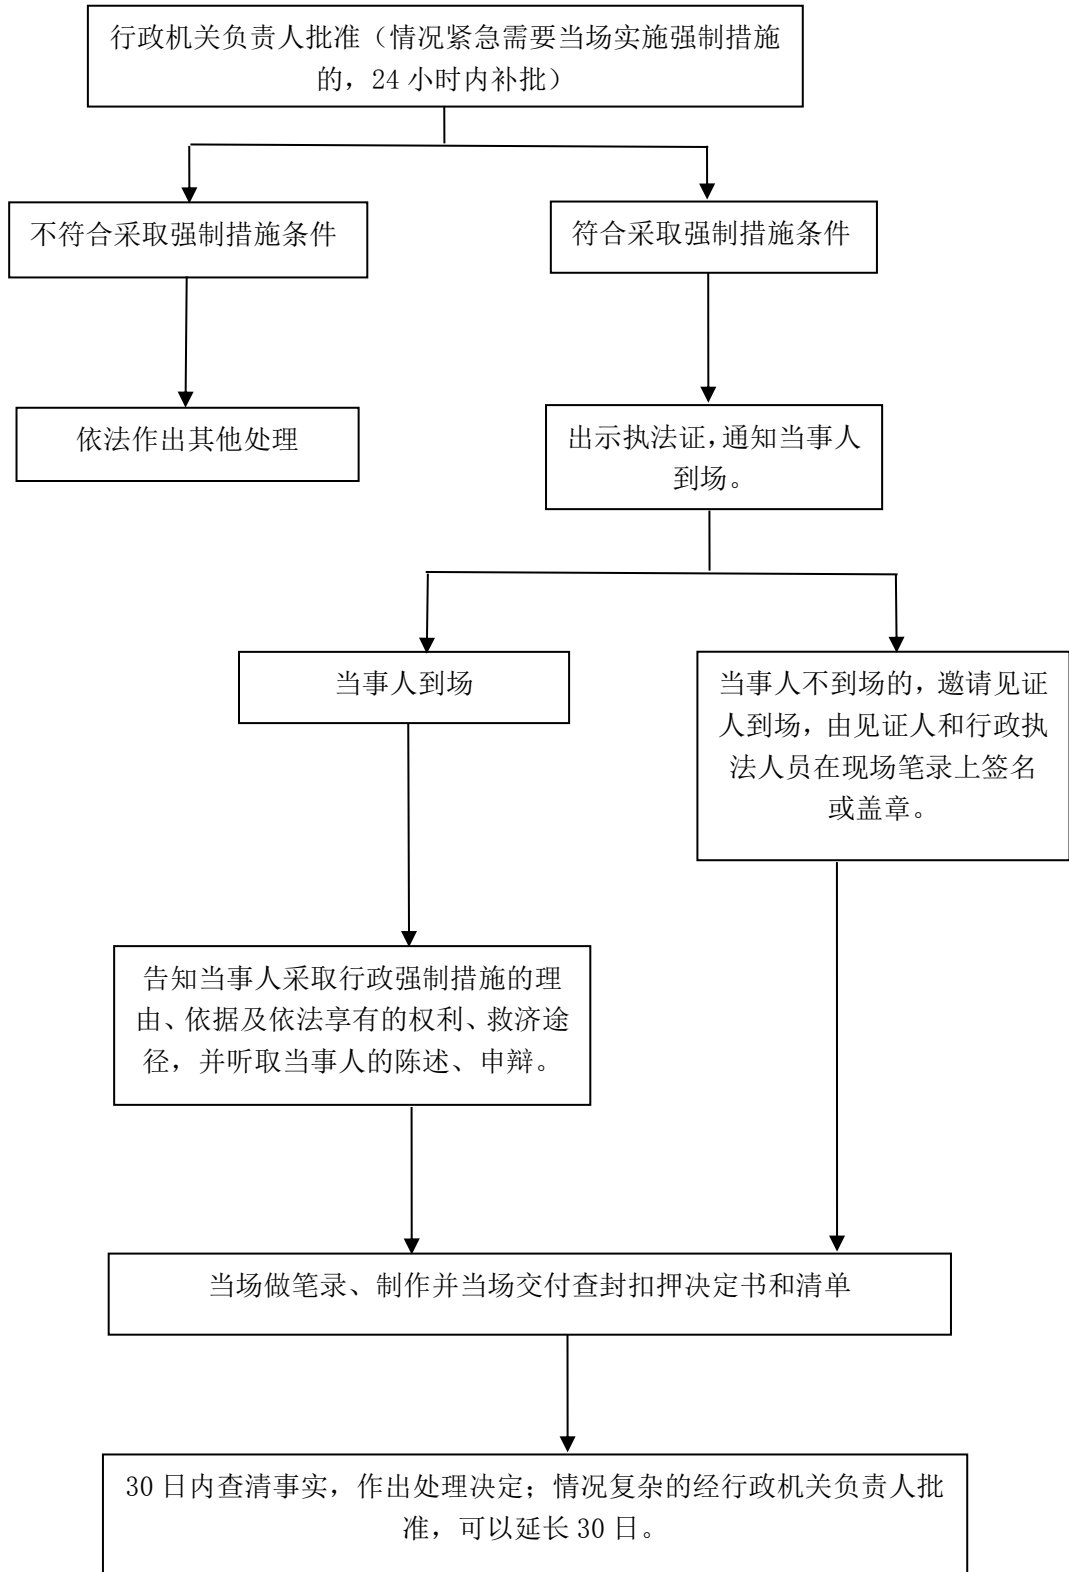 行政机关负责人批准（情况紧急需要当场实施强制措施
的，24 小时内补批）
不符合采取强制措施条件
符合采取强制措施条件
依法作出其他处理
出示执法证，通知当事人
到场。
当事人到场
当事人不到场的，邀请见证
人到场，由见证人和行政执
法人员在现场笔录上签名
或盖章。
告知当事人采取行政强制措施的理
由、依据及依法享有的权利、救济途
径，并听取当事人的陈述、申辩。
当场做笔录、制作并当场交付查封扣押决定书和清单
30 日内查清事实，作出处理决定；情况复杂的经行政机关负责人批
准，可以延长 30 日。